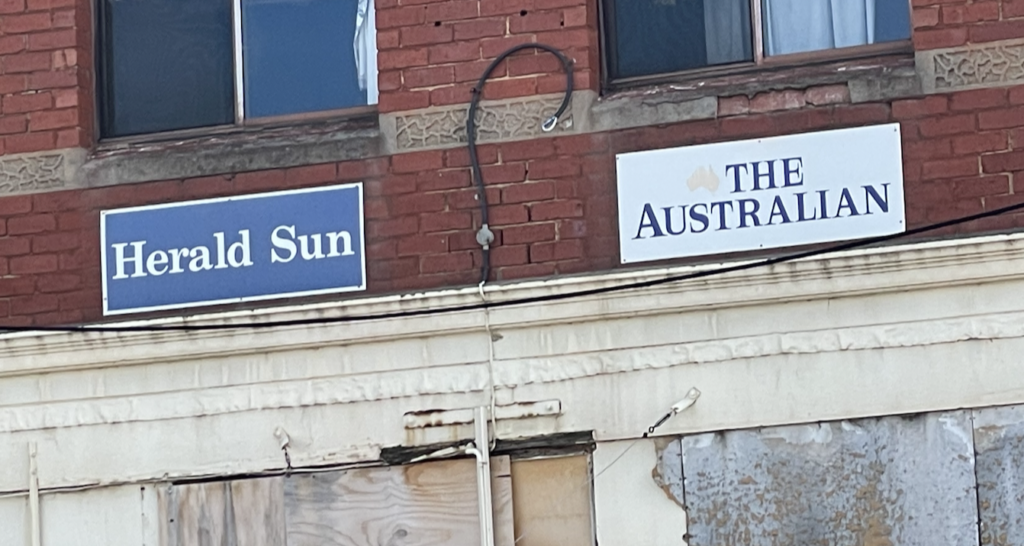 Herald Sun
THE
AUSTRALIAN